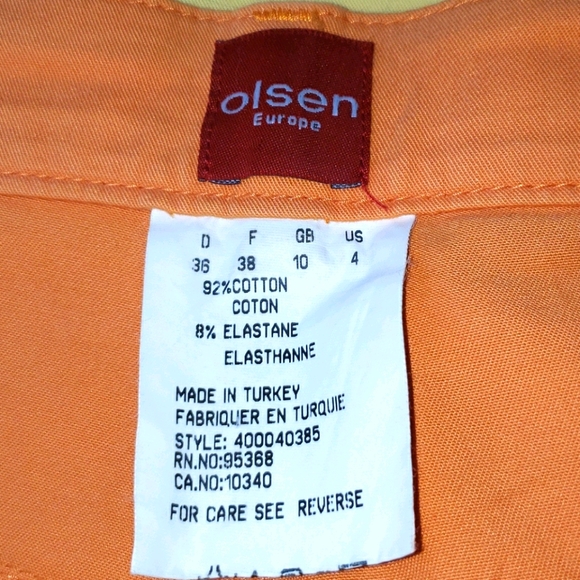 olsen
Europe
D F GB US
36 38 10 4
92%COTTON
COTON
8% ELASTANE
ELASTHANNE
MADE IN TURKEY
FABRIQUER EN TURQUIE
STYLE: 400040385
RN.NO:95368
CA.NO:10340
FOR CARE SEE REVERSE